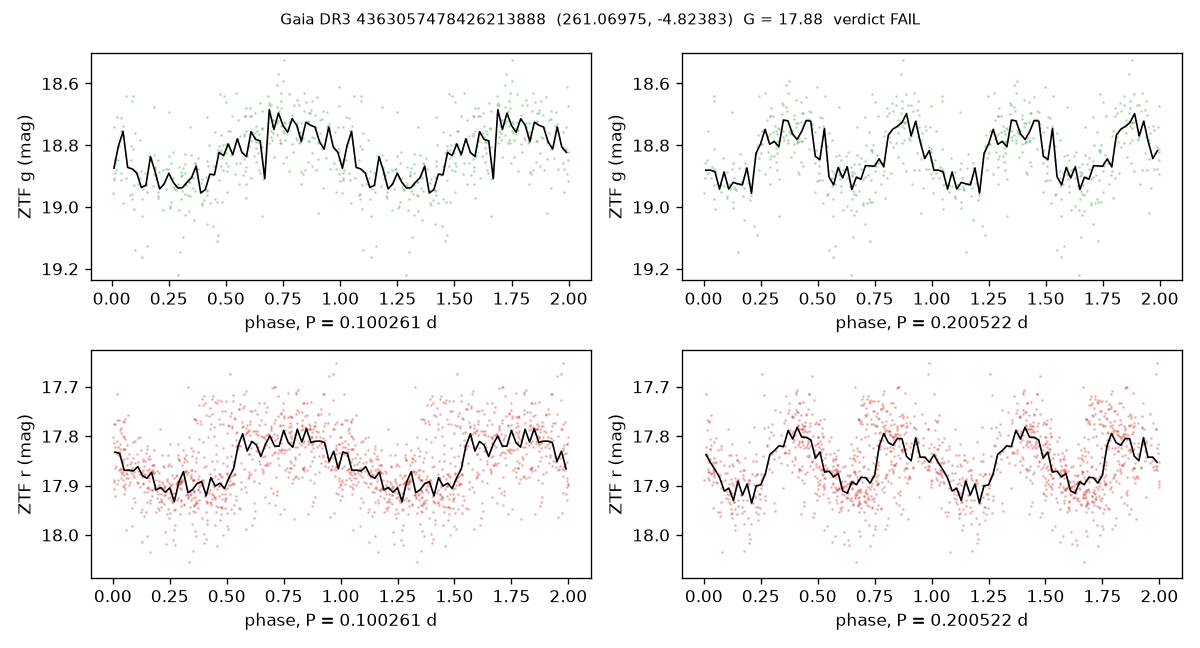 Gaia DR3 4363057478426213888  (261.06975, -4.82383)  G = 17.88  verdict FAIL
ZTF g (mag)
18.6
18.8
19.0
19.2
0.00 0.25 0.50 0.75 1.00 1.25 1.50 1.75 2.00
phase, P = 0.100261 d
ZTF g (mag)
18.6
18.8
19.0
19.2
0.00 0.25 0.50 0.75 1.00 1.25 1.50 1.75 2.00
phase, P = 0.200522 d
ZTF r (mag)
17.7
17.8
17.9
18.0
0.00 0.25 0.50 0.75 1.00 1.25 1.50 1.75 2.00
phase, P = 0.100261 d
ZTF r (mag)
17.7
17.8
17.9
18.0
0.00 0.25 0.50 0.75 1.00 1.25 1.50 1.75 2.00
phase, P = 0.200522 d